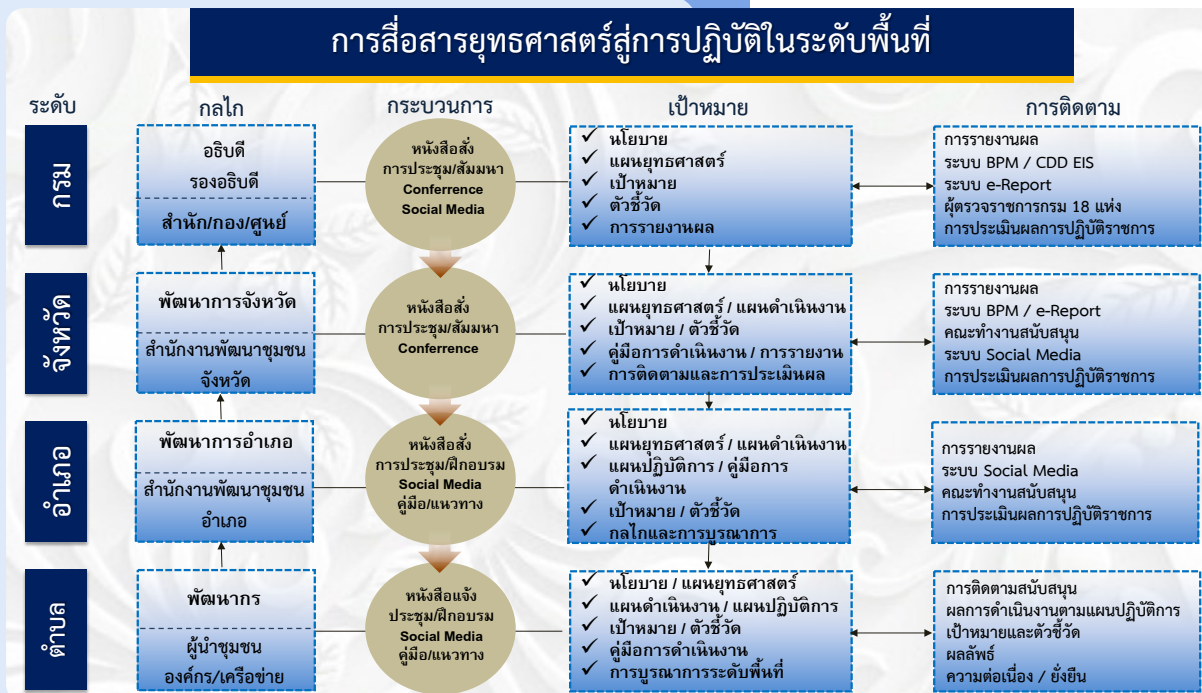 การสื่อสารยุทธศาสตร์สู่การปฏิบัติในระดับพื้นที่
ระดับ
กลไก
กระบวนการ
เป้าหมาย
การติดตาม
กรม
อธิบดี
รองอธิบดี
สำนัก/กอง/ศูนย์
หนังสือสั่ง
การประชุม/สัมมหา
Conferrence
Social Media
✓ นโยบาย
✓ แผนยุทธศาสตร์
✓ เป้าหมาย
✓ ตัวชี้วัด
✓ การรายงานผล
การรายงานผล
ระบบ BPM / CDD EIS
ระบบ e-Report
ผู้ตรวจราชการกรม 18 แห่ง
การประเมินผลการปฏิบัติราชการ
จังหวัด
พัฒนาการจังหวัด
สำนักงานพัฒนาชุมชน
จังหวัด
หนังสือสั่ง
การประชุม/สัมมหา
Conferrence
✓ นโยบาย
✓ แผนยุทธศาสตร์ / แผนดำเนินงาน
✓ เป้าหมาย / ตัวชี้วัด
✓ คู่มือการดำเนินงาน / การรายงาน
✓ การติดตามและการประเมินผล
การรายงานผล
ระบบ BPM / e-Report
คณะทำงานสนับสนุน
ระบบ Social Media
การประเมินผลการปฏิบัติราชการ
อำเภอ
พัฒนาการอำเภอ
สำนักงานพัฒนาชุมชน
อำเภอ
หนังสือสั่ง
การประชุม/ฝึกอบรม
Social Media
คู่มือ/แนวทาง
✓ นโยบาย
✓ แผนยุทธศาสตร์ / แผนดำเนินงาน
✓ แผนปฏิบัติการ / คู่มือการ
ดำเนินงาน
✓ เป้าหมาย / ตัวชี้วัด
✓ กลไกและการบูรณาการ
การรายงานผล
ระบบ Social Media
คณะทำงานสนับสนุน
การประเมินผลการปฏิบัติราชการ
ตำบล
พัฒนากร
ผู้นำชุมชน
องค์กร/เครือข่าย
หนังสือแจ้ง
ประชุม/ฝึกอบรม
Social Media
คู่มือ/แนวทาง
✓ นโยบาย / แผนยุทธศาสตร์
✓ แผนดำเนินงาน / แผนปฏิบัติการ
✓ เป้าหมาย / ตัวชี้วัด
✓ คู่มือการดำเนินงาน
✓ การบูรณาการระดับพื้นที่
การติดตามสนับสนุน
ผลการดำเนินงานตามแผนปฏิบัติการ
เป้าหมายและตัวชี้วัด
ผลลัพธ์
ความต่อเนื่อง / ยั่งยืน